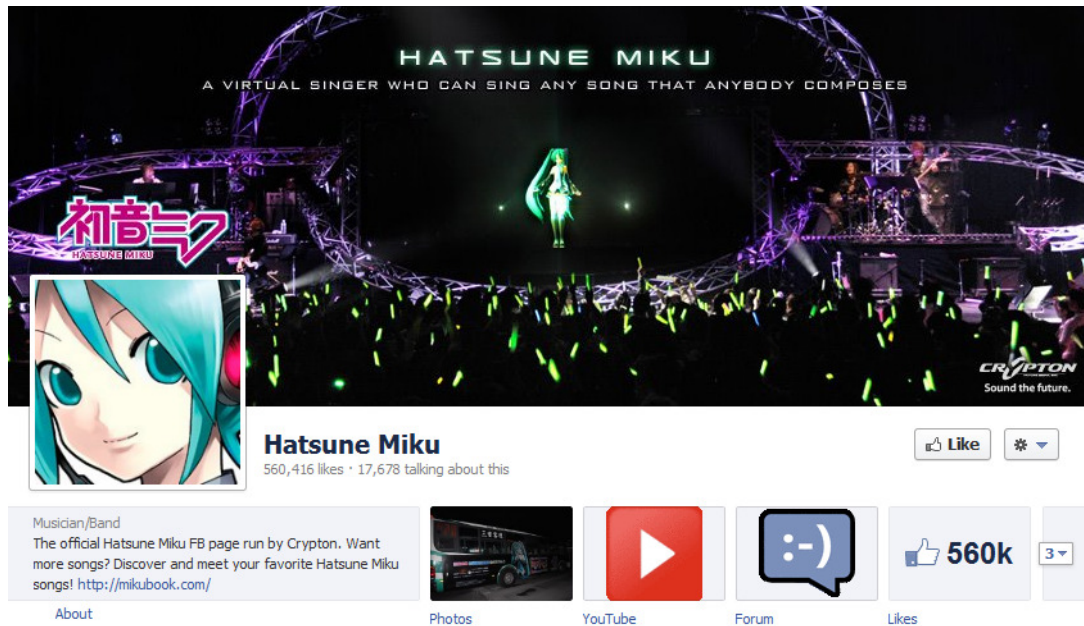 HATSUNE MIKU
A VIRTUAL SINGER WHO CAN SING ANY SONG THAT ANYBODY COMPOSES
初音ミク
HATSUNE MIKU
CRYPTON
Sound the future.
Hatsune Miku
560,416 likes · 17,678 talking about this
Like
Musician/Band
The official Hatsune Miku FB page run by Crypton. Want
more songs? Discover and meet your favorite Hatsune Miku
songs! http://mikubook.com/
About
:-)
560k
3
Photos
YouTube
Forum
Likes